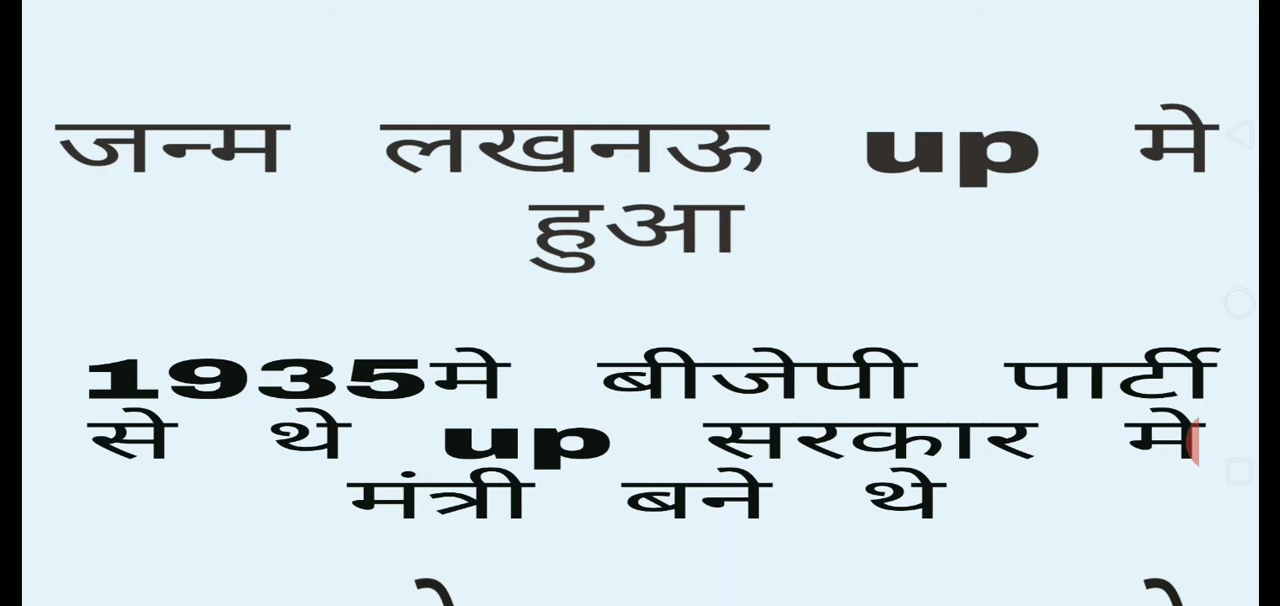 जन्म लखनऊ up मे
हुआ
1935मे बीजेपी पार्टी
से थे up सरकार मे
मंत्री बने थे